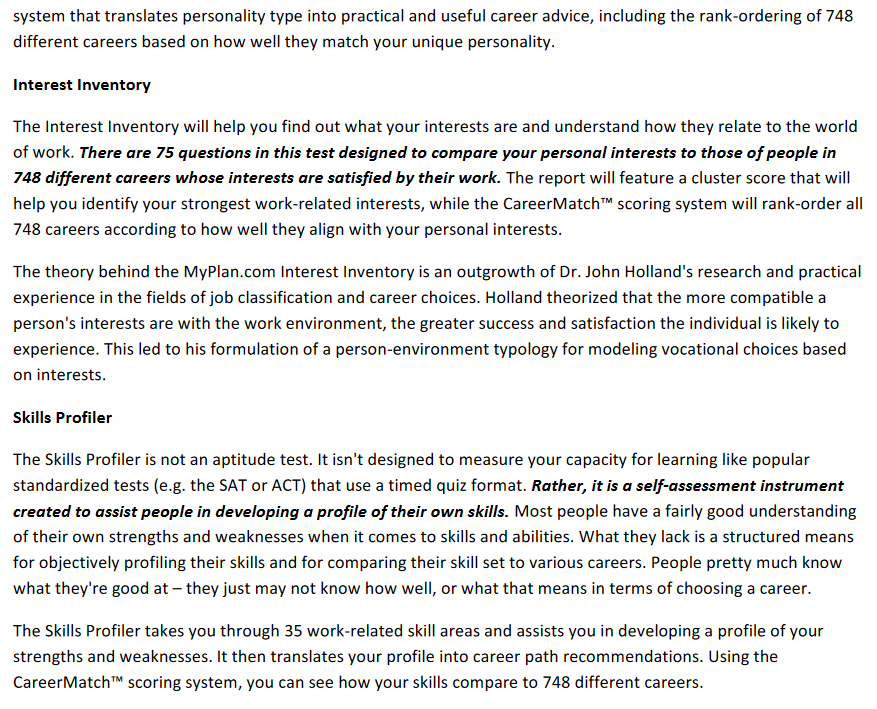 system that translates personality type into practical and useful career advice, including the rank-ordering of 748
different careers based on how well they match your unique personality.
Interest Inventory
The Interest Inventory will help you find out what your interests are and understand how they relate to the world
of work. There are 75 questions in this test designed to compare your personal interests to those of people in
748 different careers whose interests are satisfied by their work. The report will feature a cluster score that will
help you identify your strongest work-related interests, while the CareerMatch™ scoring system will rank-order all
748 careers according to how well they align with your personal interests.
The theory behind the MyPlan.com Interest Inventory is an outgrowth of Dr. John Holland's research and practical
experience in the fields of job classification and career choices. Holland theorized that the more compatible a
person's interests are with the work environment, the greater success and satisfaction the individual is likely to
experience. This led to his formulation of a person-environment typology for modeling vocational choices based
on interests.
Skills Profiler
The Skills Profiler is not an aptitude test. It isn't designed to measure your capacity for learning like popular
standardized tests (e.g. the SAT or ACT) that use a timed quiz format. Rather, it is a self-assessment instrument
created to assist people in developing a profile of their own skills. Most people have a fairly good understanding
of their own strengths and weaknesses when it comes to skills and abilities. What they lack is a structured means
for objectively profiling their skills and for comparing their skill set to various careers. People pretty much know
what they're good at – they just may not know how well, or what that means in terms of choosing a career.
The Skills Profiler takes you through 35 work-related skill areas and assists you in developing a profile of your
strengths and weaknesses. It then translates your profile into career path recommendations. Using the
CareerMatch™ scoring system, you can see how your skills compare to 748 different careers.